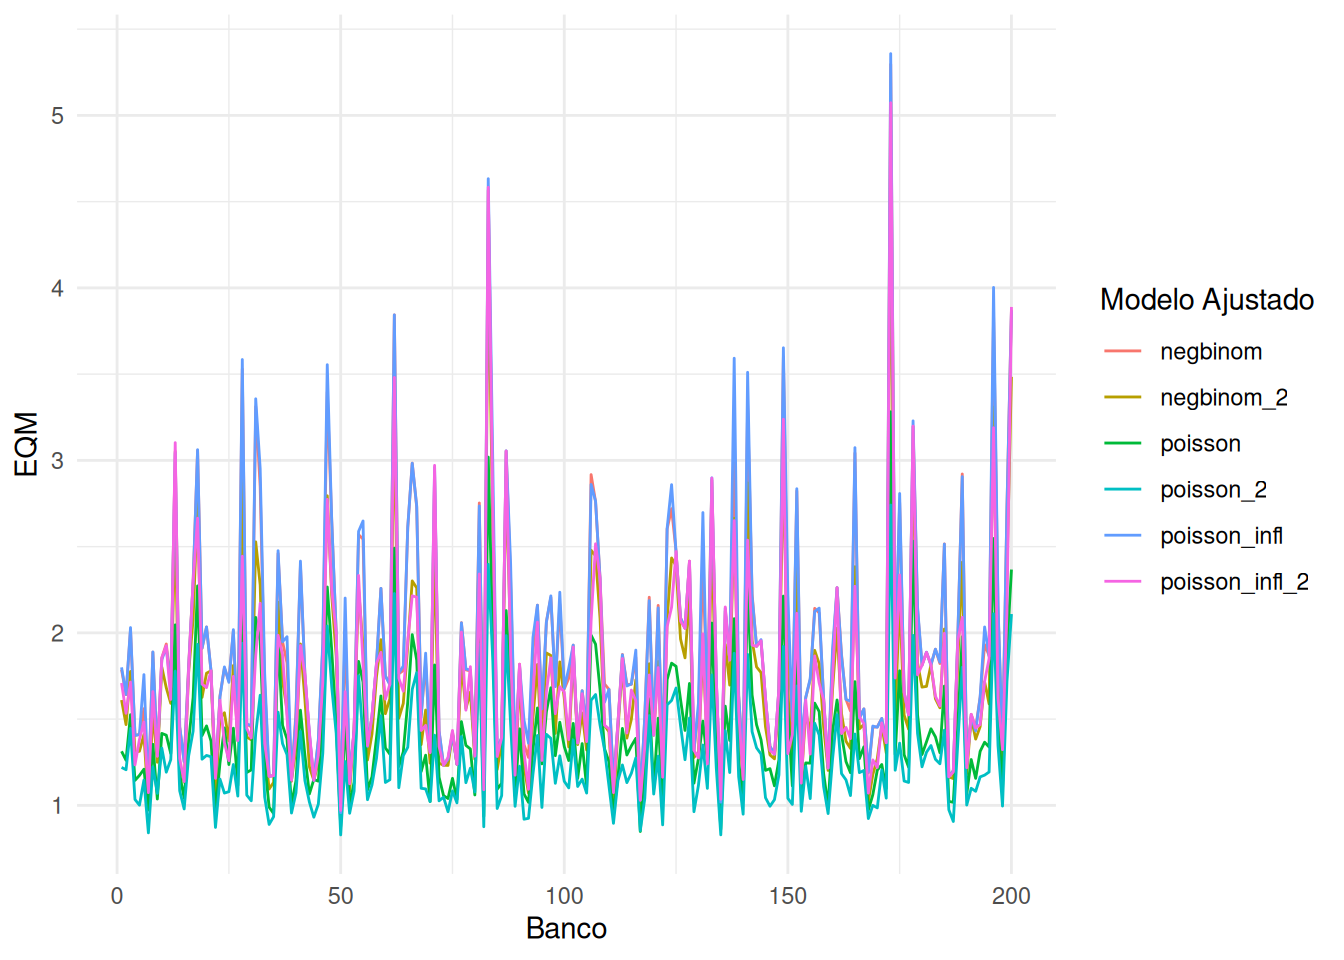 5
4
3
2
1
0
50
100
150
200
Banco
EQM
Modelo Ajustado
negbinom
negbinom_2
poisson
poisson_2
poisson_infl
poisson_infl_2